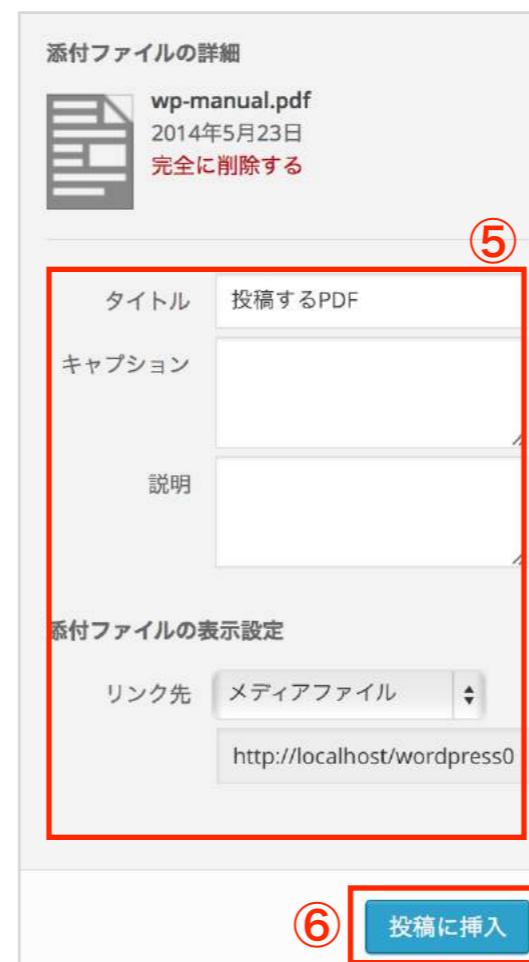 添付ファイルの詳細
wp-manual.pdf
2014年5月23日
完全に削除する
⑤
タイトル 投稿するPDF
キャプション
説明
添付ファイルの表示設定
リンク先 メディアファイル
http://localhost/wordpress0
⑥ 投稿に挿入